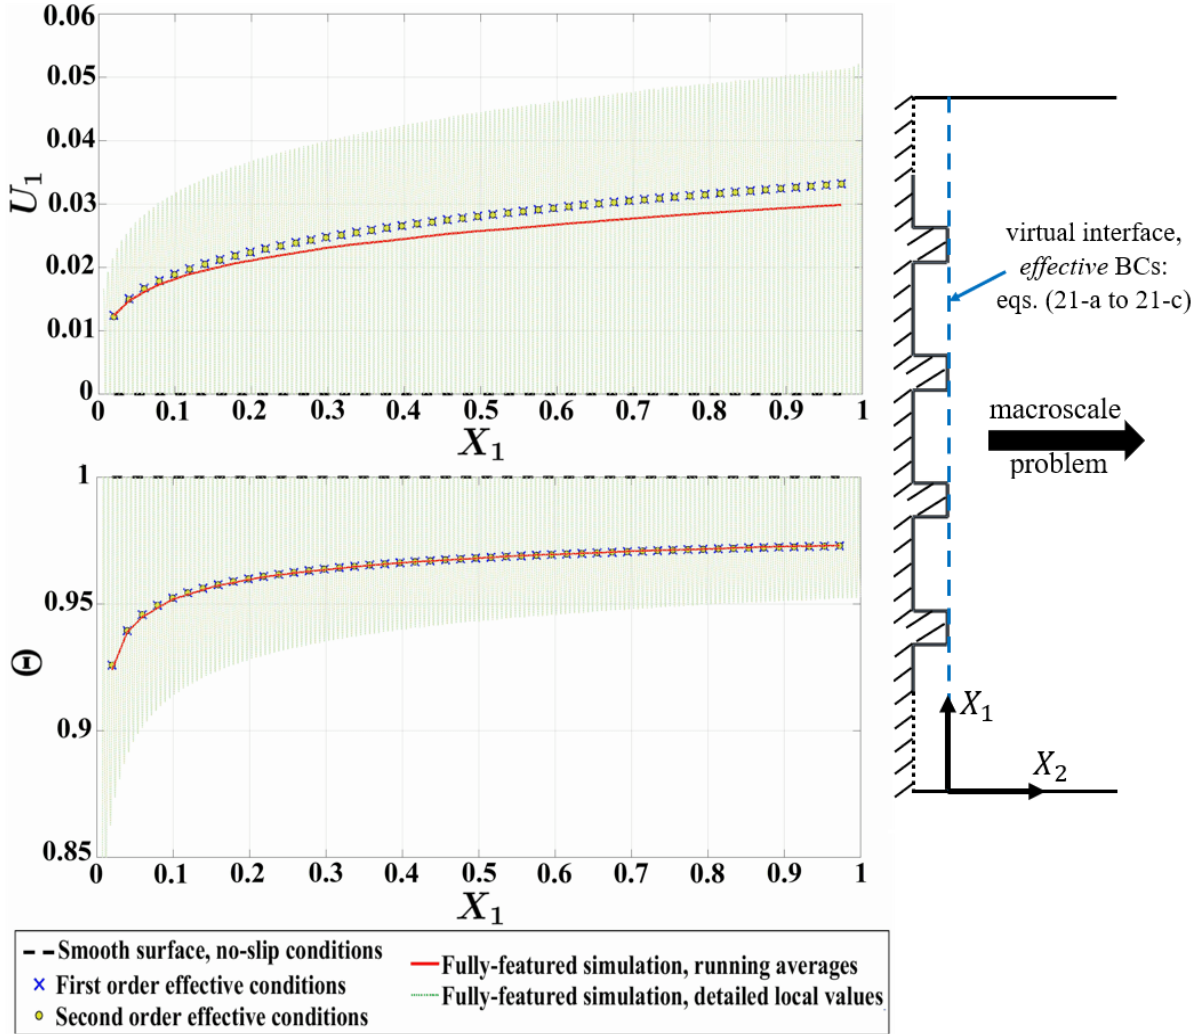 0.06
0.05
0.04
0.03
0.02
0.01
0
U1
0 0.1 0.2 0.3 0.4 0.5 0.6 0.7 0.8 0.9 1
X1
1
0.95
0.9
0.85
Θ
0 0.1 0.2 0.3 0.4 0.5 0.6 0.7 0.8 0.9 1
X1
virtual interface,
effective BCs:
eqs. (21-a to 21-c)
macroscale
problem
X1
X2
Smooth surface, no-slip conditions
First order effective conditions
Second order effective conditions
Fully-featured simulation, running averages
Fully-featured simulation, detailed local values